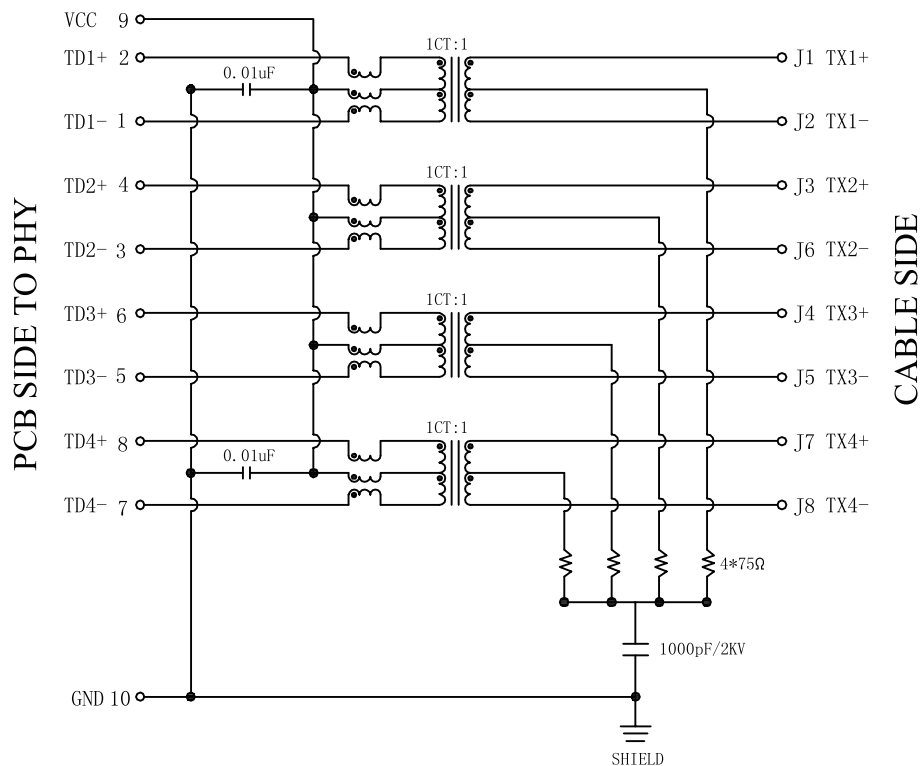 VCC 9
TD1+ 2
0.01uF
1CT:1
J1 TX1+
TD1- 1
J2 TX1-
TD2+ 4
1CT:1
J3 TX2+
TD2- 3
J6 TX2-
TD3+ 6
1CT:1
J4 TX3+
TD3- 5
J5 TX3-
TD4+ 8
0.01uF
1CT:1
J7 TX4+
TD4- 7
J8 TX4-
4*75Ω
1000pF/2KV
GND 10
SHIELD
PCB SIDE TO PHY
CABLE SIDE